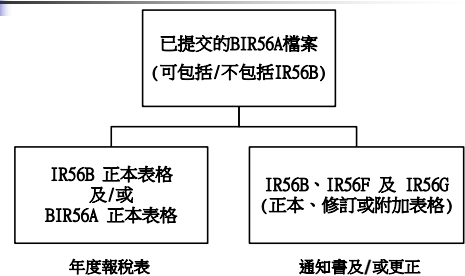 已提交的BIR56A檔案
(可包括/不包括IR56B)
IR56B 正本表格
及/或
BIR56A 正本表格
IR56B、IR56F 及 IR56G
(正本、修訂或附加表格)
年度報稅表
通知書及/或更正